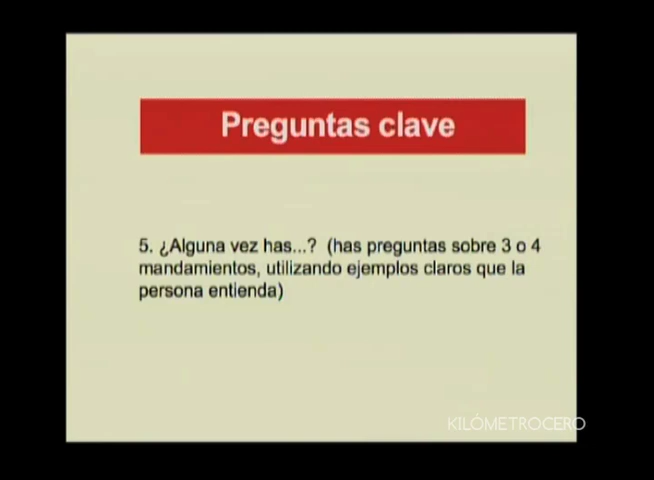 Preguntas clave
5. ¿Alguna vez has...? (has preguntas sobre 3 o 4
mandamientos, utilizando ejemplos claros que la
persona entienda)
KILÓMETROCERO